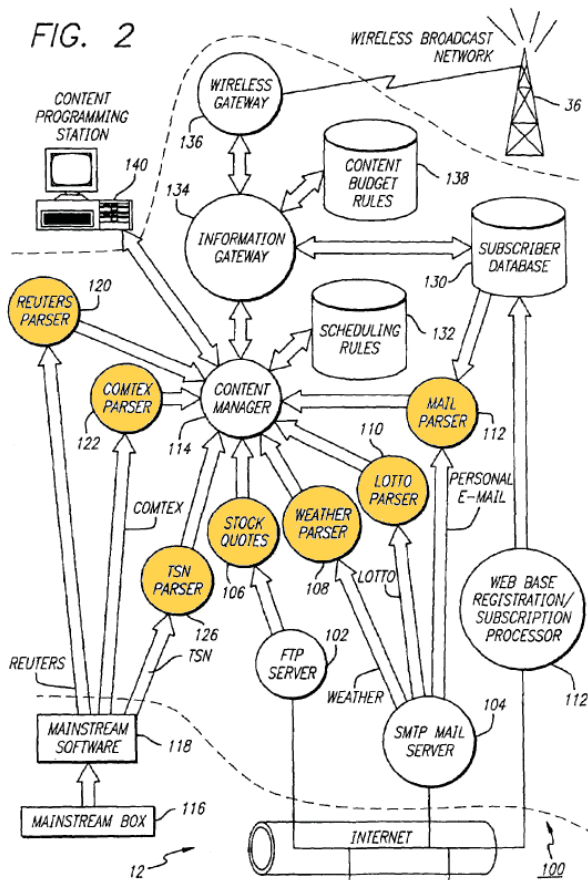 FIG. 2
WIRELESS BROADCAST
NETWORK
36
WIRELESS
GATEWAY
136
CONTENT
PROGRAMMING
STATION
140
CONTENT
BUDGET
RULES
138
134
INFORMATION
GATEWAY
SUBSCRIBER
DATABASE
130
120
REUTERS
PARSER
SCHEDULING
RULES
132
COMTEX
PARSER
122
CONTENT
MANAGER
114
MAIL
PARSER
112
110
LOTTO
PARSER
PERSONAL
E-MAIL
COMTEX
STOCK
QUOTES
106
WEATHER
PARSER
108
TSN
PARSER
126
LOTTO
WEB BASE
REGISTRATION/
SUBSCRIPTION
PROCESSOR
112
102
FTP
SERVER
REUTERS
TSN
WEATHER
104
SMTP MAIL
SERVER
MAINSTREAM
SOFTWARE
118
MAINSTREAM BOX
116
INTERNET
12
100